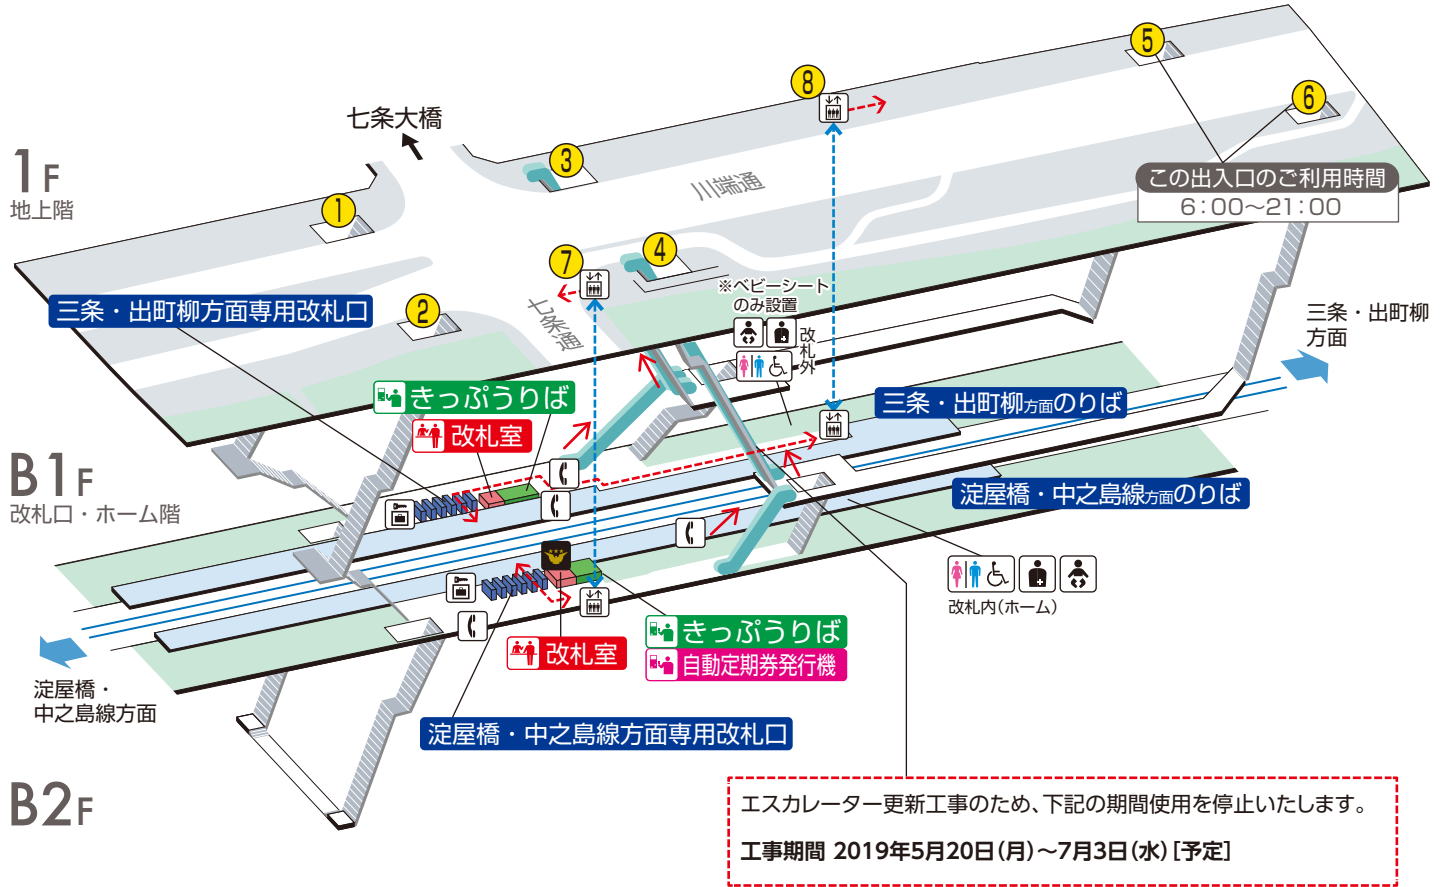 七条大橋
1F
地上階
1
2
3
4
5
6
7
8
川端通
七条通
この出入口のご利用時間
6:00〜21:00
三条・出町柳方面専用改札口
※ベビーシート
のみ設置
改札外
三条・出町柳
方面
きっぷうりば
改札室
三条・出町柳方面のりば
B1F
改札口・ホーム階
淀屋橋・中之島線方面のりば
改札内(ホーム)
きっぷうりば
自動定期券発行機
改札室
淀屋橋・
中之島線方面
淀屋橋・中之島線方面専用改札口
B2F
エスカレーター更新工事のため、下記の期間使用を停止いたします。
工事期間 2019年5月20日(月)〜7月3日(水)[予定]